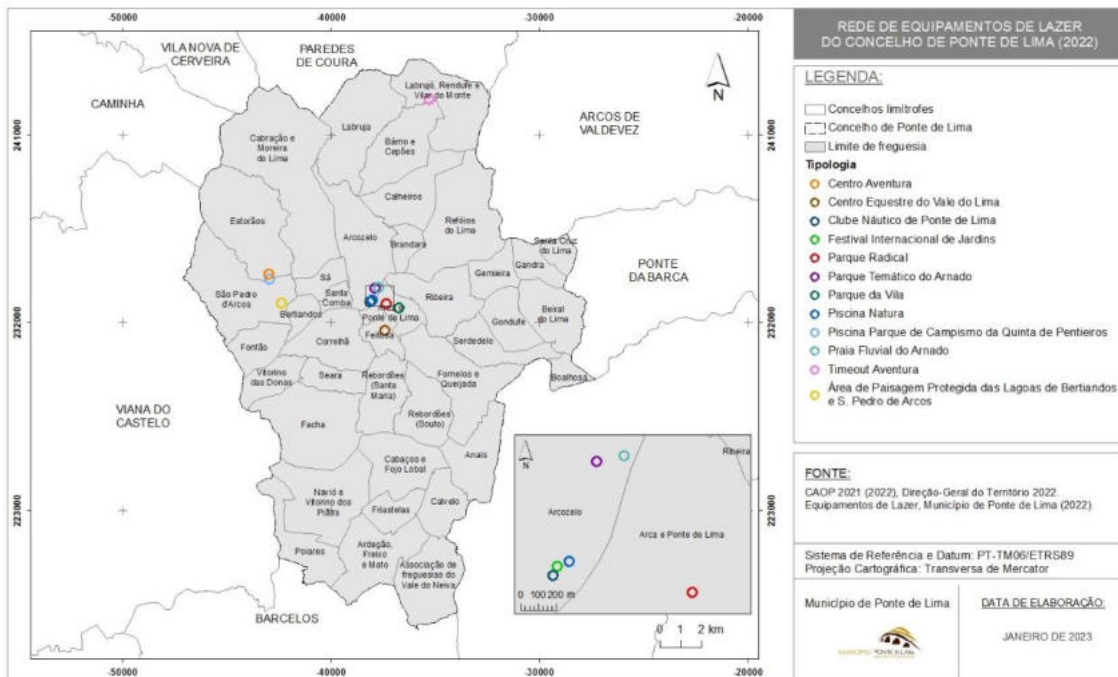 REDE DE EQUIPAMENTOS DE LAZER
DO CONCELHO DE PONTE DE LIMA (2022)
LEGENDA:
Concelhos limítrofes
Concelho de Ponte de Lima
Limite de freguesia
Tipologia
Centro Aventura
Centro Equestre do Vale do Lima
Clube Náutico de Ponte de Lima
Festival Internacional de Jardins
Parque Radical
Parque Temático do Arnado
Parque da Vila
Piscina Natura
Piscina Parque de Campismo da Quinta de Pentieiros
Praia Fluvial do Arnado
Timeout Aventura
Área de Paisagem Protegida das Lagoas de Bertiandos
e S. Pedro de Arcos
FONTE:
CAOP 2021 (2022), Direção-Geral do Território 2022.
Equipamentos de Lazer, Município de Ponte de Lima (2022).
Sistema de Referência e Datum: PT-TM06/ETRS89
Projeção Cartográfica: Transversa de Mercator
Município de Ponte de Lima
MUNICÍPIO PONTE DE LIMA
DATA DE ELABORAÇÃO:
JANEIRO DE 2023
-50000
-40000
-30000
-20000
241000
232000
223000
241000
232000
223000
-50000
-40000
-30000
-20000
VILA NOVA DE
CERVEIRA
PAREDES
DE COURA
CAMINHA
ARCOS DE
VALDEVEZ
PONTE
DA BARCA
VIANA DO
CASTELO
BARCELOS
N
Labrujó, Rendufe e
Vilar do Monte
Labruja
Cabração e
Moreira
do Lima
Bárrio e
Cepões
Calheiros
Estorãos
Arcozelo
Refóios
do Lima
Brandara
Santa Cruz
do Lima
Gandra
Gemieira
Sá
Santa
Comba
São Pedro
d'Arcos
Bertiandos
Ponte de Lima
Ribeira
Beiral
do Lima
Gondufe
Feitosa
Correlhã
Serdedelo
Fontão
Vitorino
das Donas
Seara
Rebordões
(Santa
Maria)
Fornelos e
Queijada
Boalhosa
Facha
Rebordões
(Souto)
Anais
Cabaços e
Fojo Lobal
Navió e
Vitorino dos
Piães
Calvelo
Friastelas
Poiares
Ardegão,
Freixo
e Mato
Associação de
freguesias do
Vale do Neiva
N
Ribeira
Arcozelo
Arca e Ponte de Lima
0 100 200 m
0 1 2 km